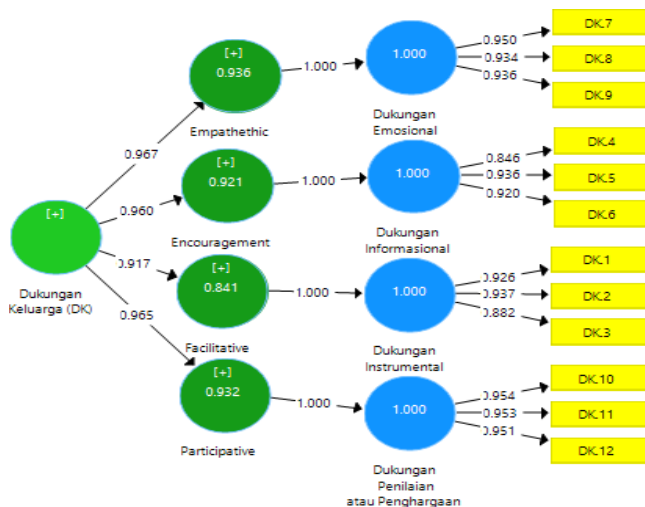 [+]
0.936
Empathethic
1.000
1.000
Dukungan
Emosional
0.950
0.934
0.936
DK.7
DK.8
DK.9
0.967
[+]
0.921
Encouragement
1.000
1.000
Dukungan
Informasional
0.846
0.936
0.920
DK.4
DK.5
DK.6
0.960
[+]
Dukungan
Keluarga (DK)
0.917
[+]
0.841
Facilitative
1.000
1.000
Dukungan
Instrumental
0.926
0.937
0.882
DK.1
DK.2
DK.3
0.965
[+]
0.932
Participative
1.000
1.000
Dukungan
Penilaian
atau Penghargaan
0.954
0.953
0.951
DK.10
DK.11
DK.12